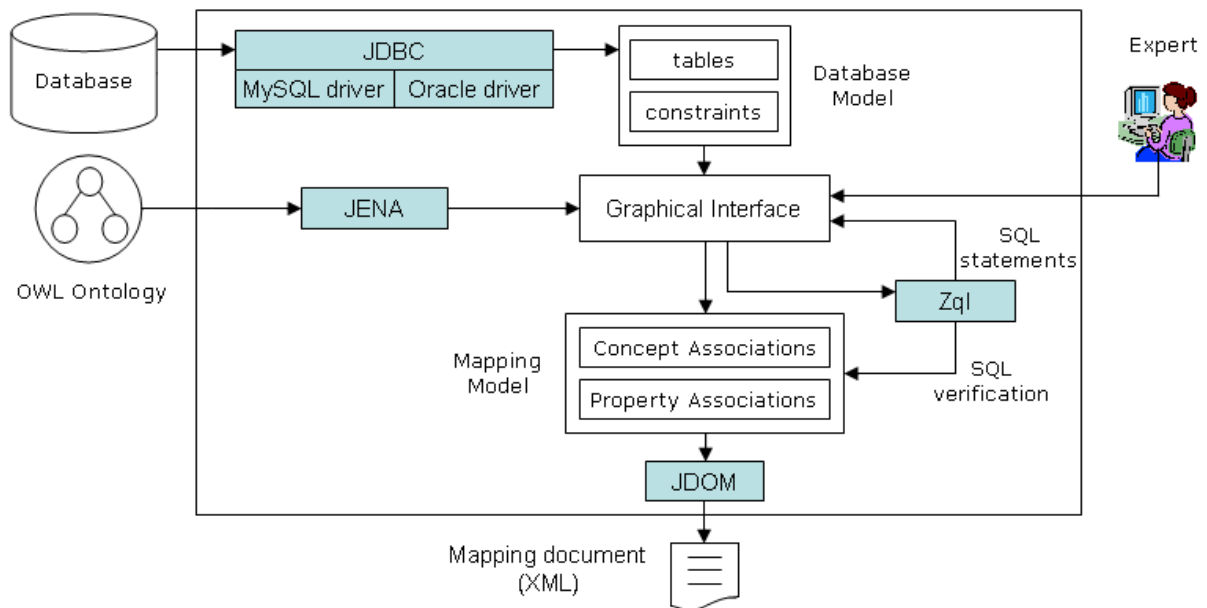 Database
JDBC
MySQL driver
Oracle driver
tables
constraints
Database
Model
Expert
OWL Ontology
JENA
Graphical Interface
SQL
statements
Zql
SQL
verification
Mapping
Model
Concept Associations
Property Associations
JDOM
Mapping document
(XML)